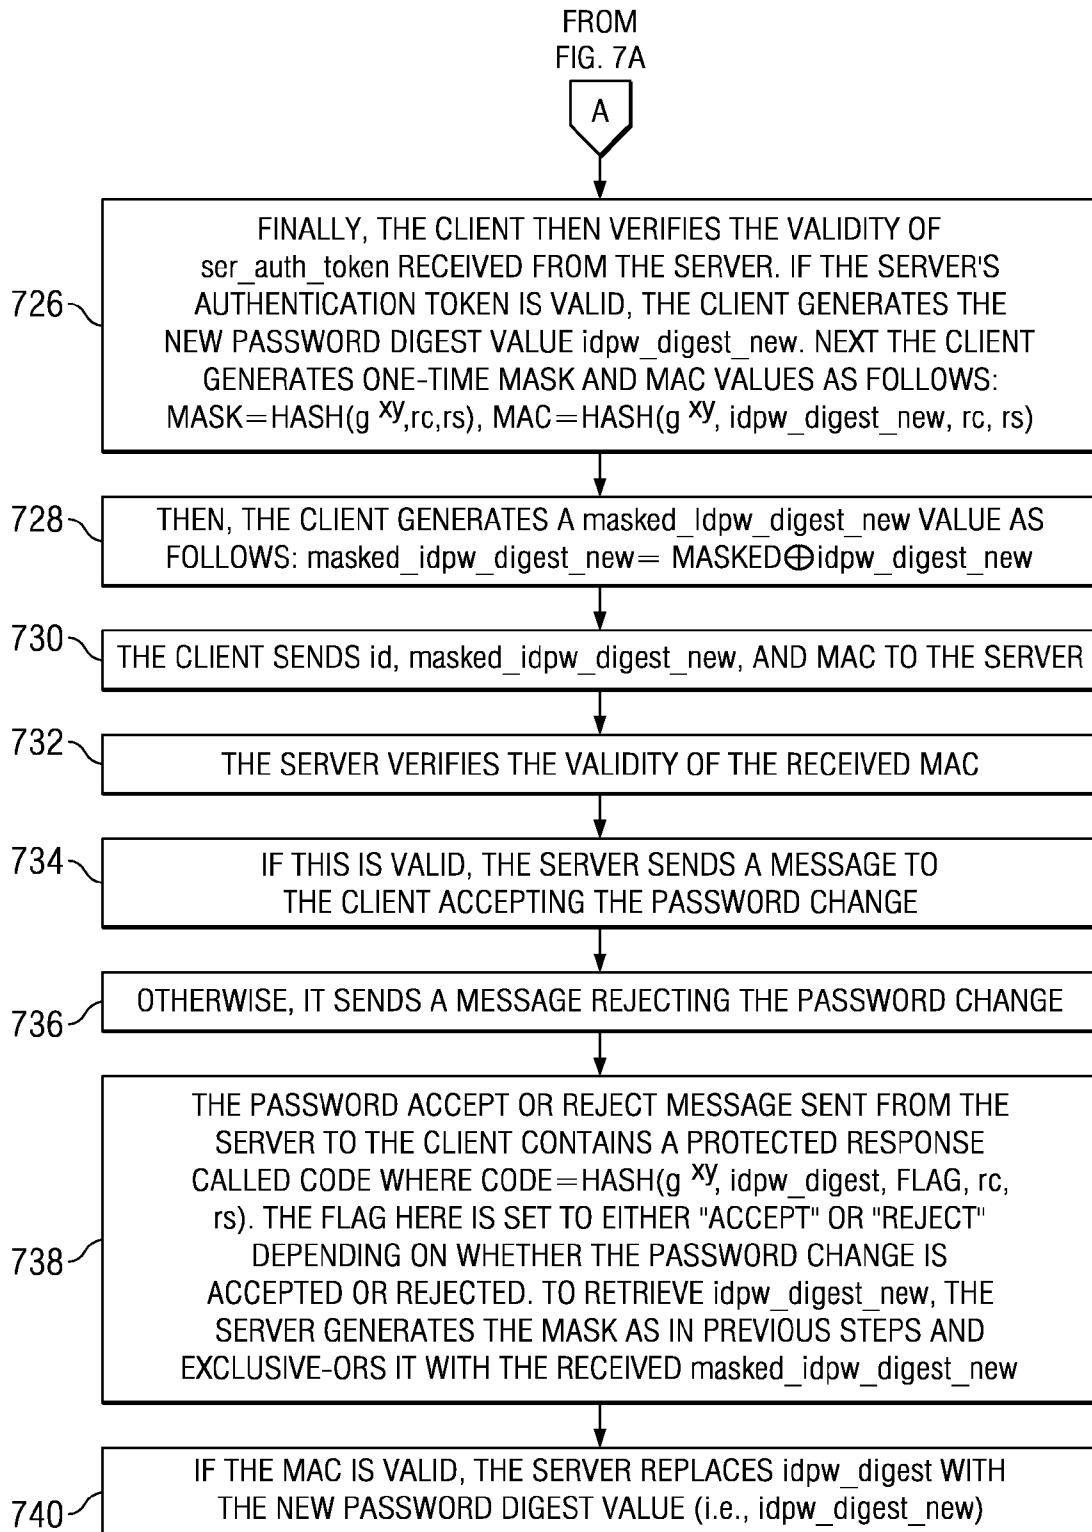 FROM
FIG. 7A
A
726
FINALLY, THE CLIENT THEN VERIFIES THE VALIDITY OF
ser_auth_token RECEIVED FROM THE SERVER. IF THE SERVER'S
AUTHENTICATION TOKEN IS VALID, THE CLIENT GENERATES THE
NEW PASSWORD DIGEST VALUE idpw_digest_new. NEXT THE CLIENT
GENERATES ONE-TIME MASK AND MAC VALUES AS FOLLOWS:
MASK=HASH(g xy,rc,rs), MAC=HASH(g xy, idpw_digest_new, rc, rs)
728
THEN, THE CLIENT GENERATES A masked_Idpw_digest_new VALUE AS
FOLLOWS: masked_idpw_digest_new= MASKED⊕idpw_digest_new
730
THE CLIENT SENDS id, masked_idpw_digest_new, AND MAC TO THE SERVER
732
THE SERVER VERIFIES THE VALIDITY OF THE RECEIVED MAC
734
IF THIS IS VALID, THE SERVER SENDS A MESSAGE TO
THE CLIENT ACCEPTING THE PASSWORD CHANGE
736
OTHERWISE, IT SENDS A MESSAGE REJECTING THE PASSWORD CHANGE
738
THE PASSWORD ACCEPT OR REJECT MESSAGE SENT FROM THE
SERVER TO THE CLIENT CONTAINS A PROTECTED RESPONSE
CALLED CODE WHERE CODE=HASH(g xy, idpw_digest, FLAG, rc,
rs). THE FLAG HERE IS SET TO EITHER "ACCEPT" OR "REJECT"
DEPENDING ON WHETHER THE PASSWORD CHANGE IS
ACCEPTED OR REJECTED. TO RETRIEVE idpw_digest_new, THE
SERVER GENERATES THE MASK AS IN PREVIOUS STEPS AND
EXCLUSIVE-ORS IT WITH THE RECEIVED masked_idpw_digest_new
740
IF THE MAC IS VALID, THE SERVER REPLACES idpw_digest WITH
THE NEW PASSWORD DIGEST VALUE (i.e., idpw_digest_new)